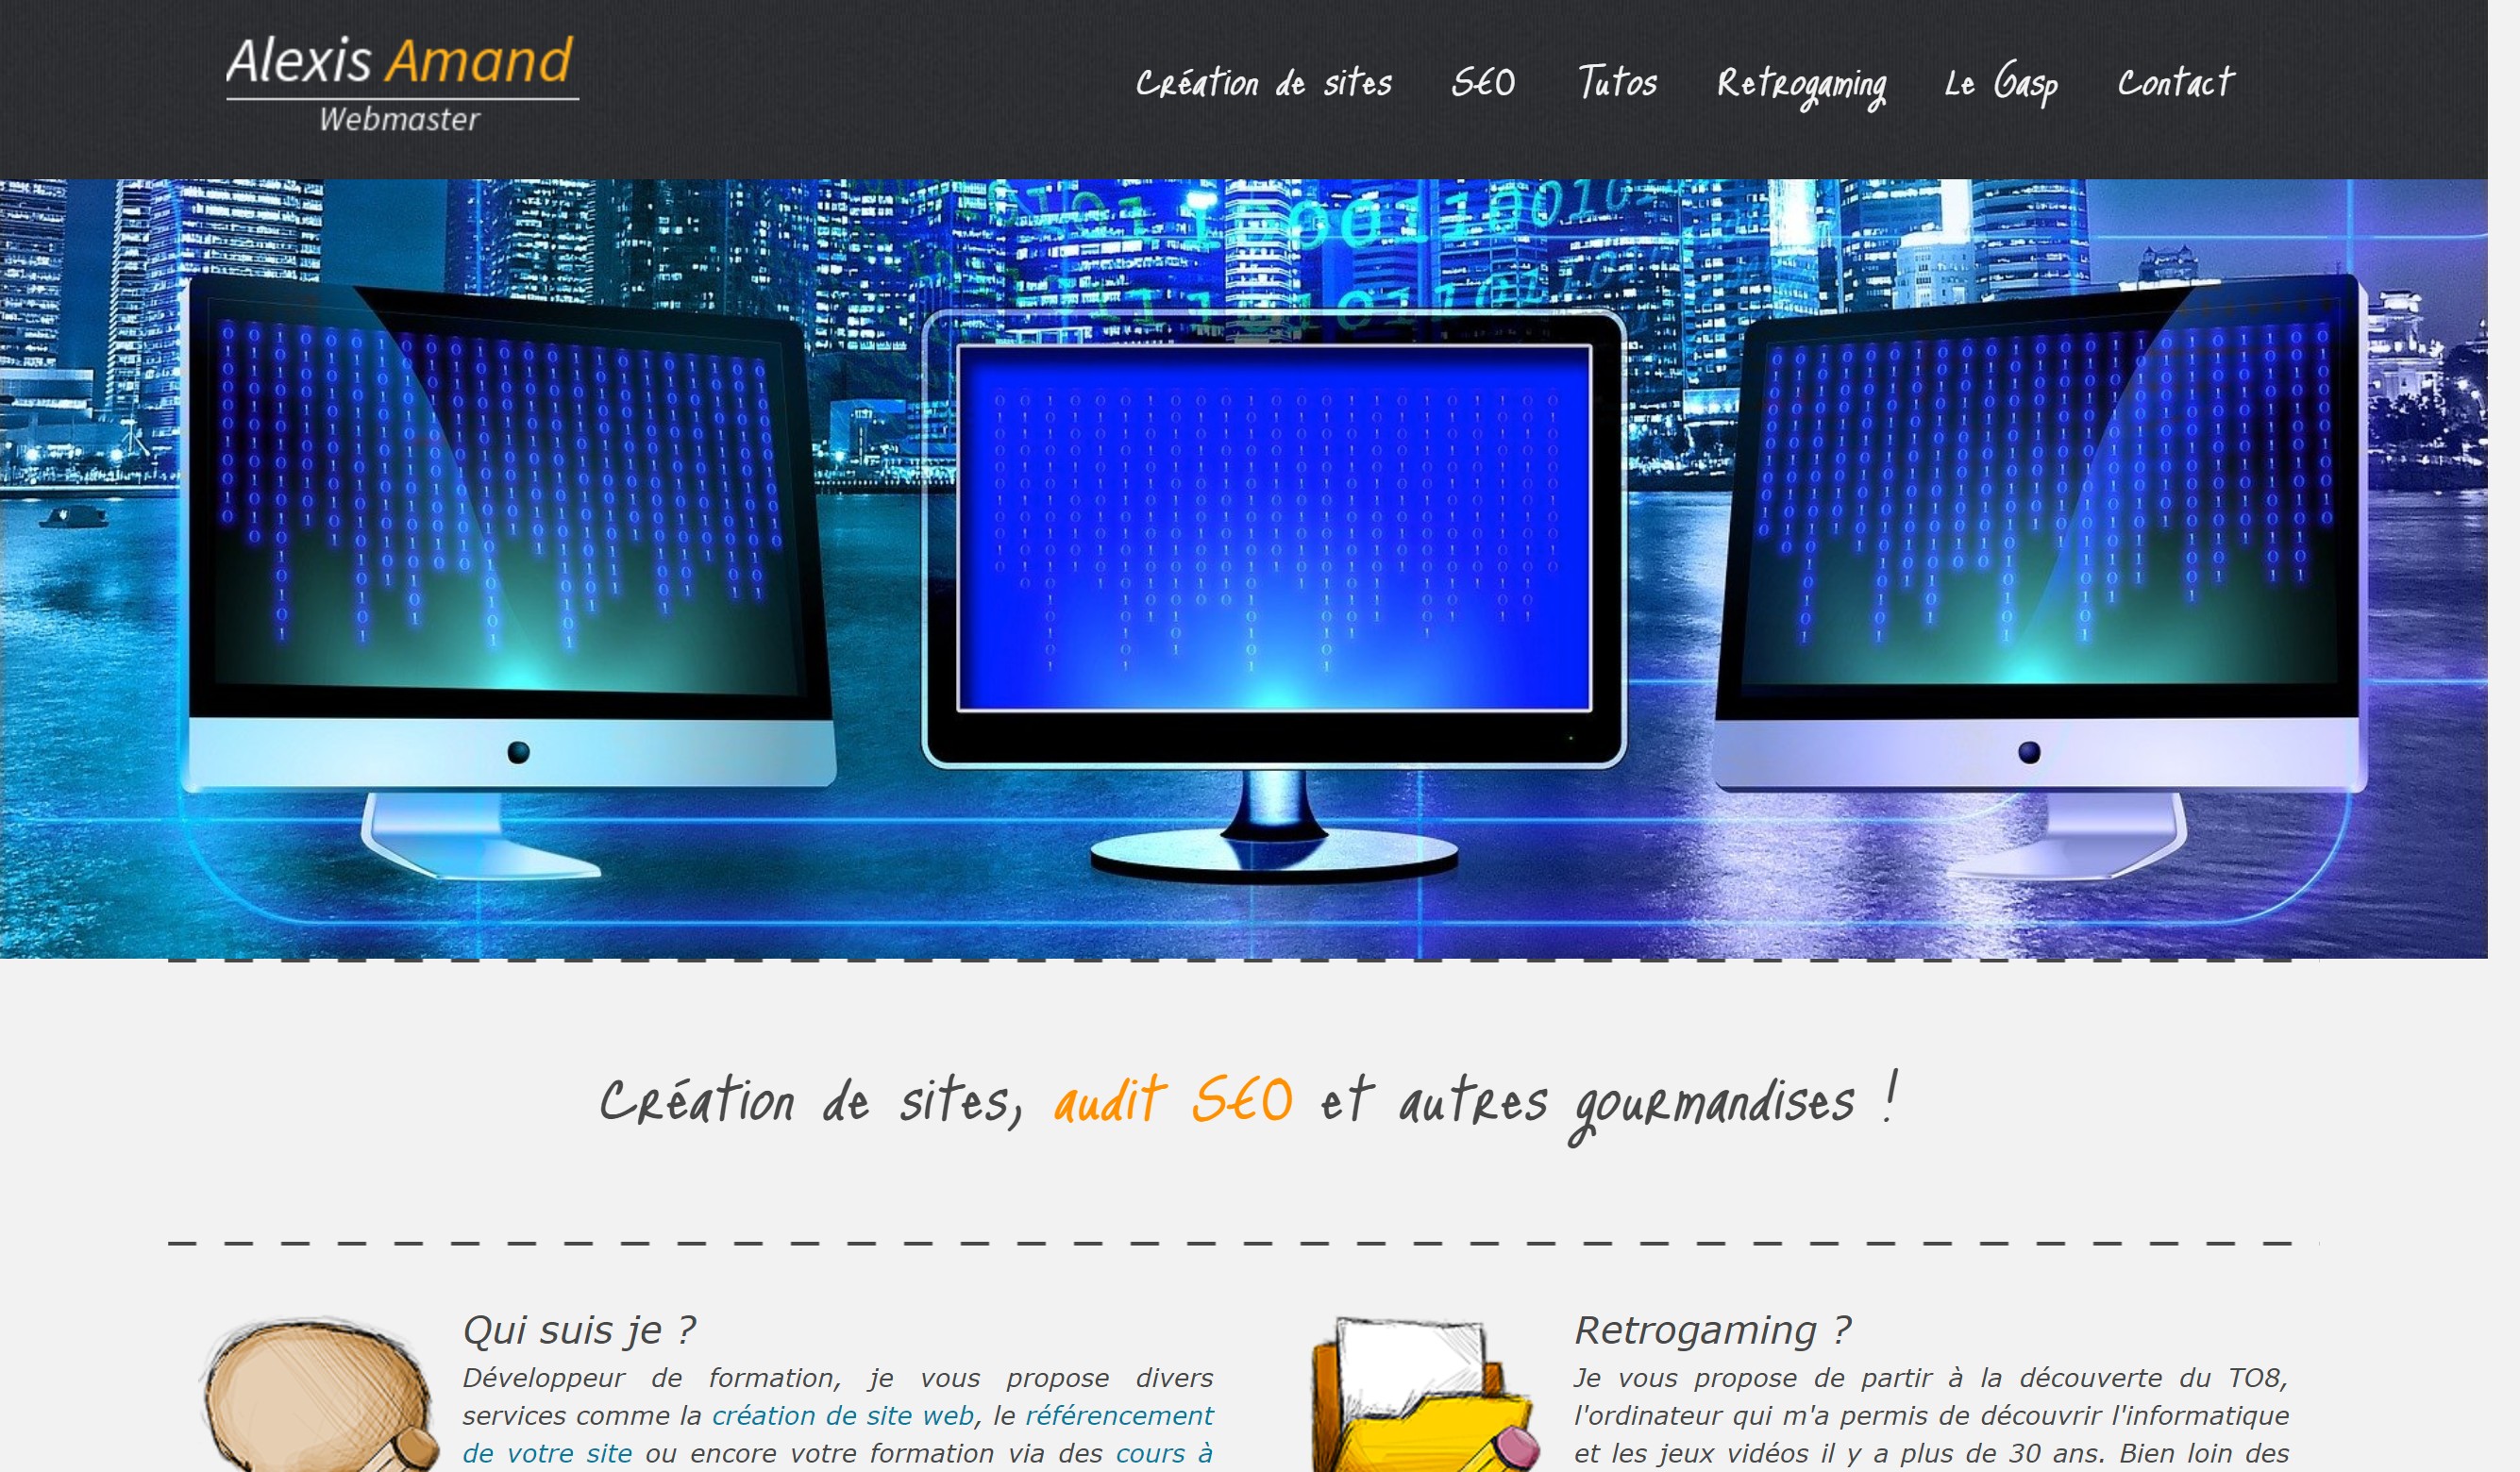 Alexis Amand
Webmaster
Création de sites SEO Tutos Retrogaming Le Gasp Contact
Création de sites, audit SEO et autres gourmandises !
Qui suis je ?
Développeur de formation, je vous propose divers
services comme la création de site web, le référencement
de votre site ou encore votre formation via des cours à
Retrogaming ?
Je vous propose de partir à la découverte du TO8,
l'ordinateur qui m'a permis de découvrir l'informatique
et les jeux vidéos il y a plus de 30 ans. Bien loin des